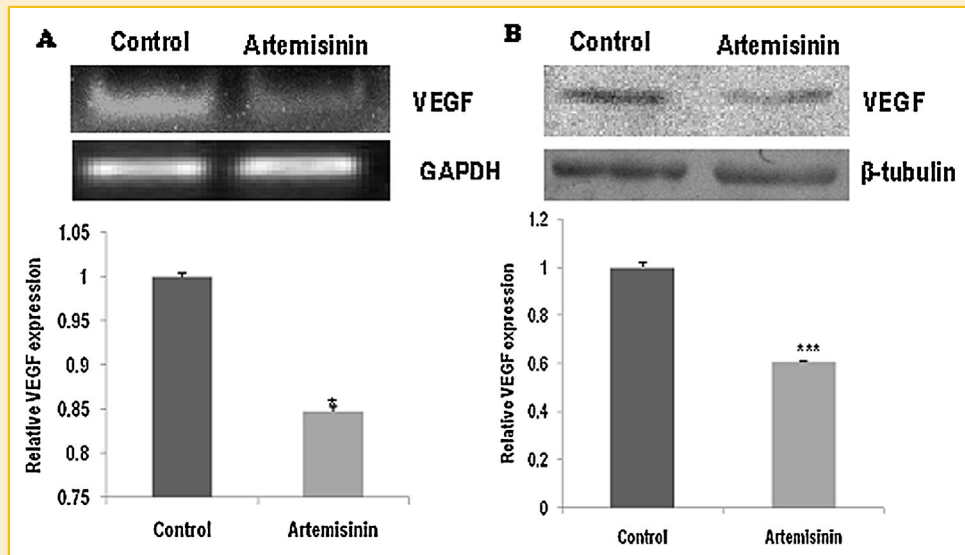 A
Control Artemisinin
VEGF
GAPDH
Relative VEGF expression
1.05
1
0.95
0.9
0.85
0.8
0.75
Control Artemisinin
B
Control Artemisinin
VEGF
β-tubulin
Relative VEGF expression
1.2
1
0.8
0.6
0.4
0.2
0
***
Control Artemisinin